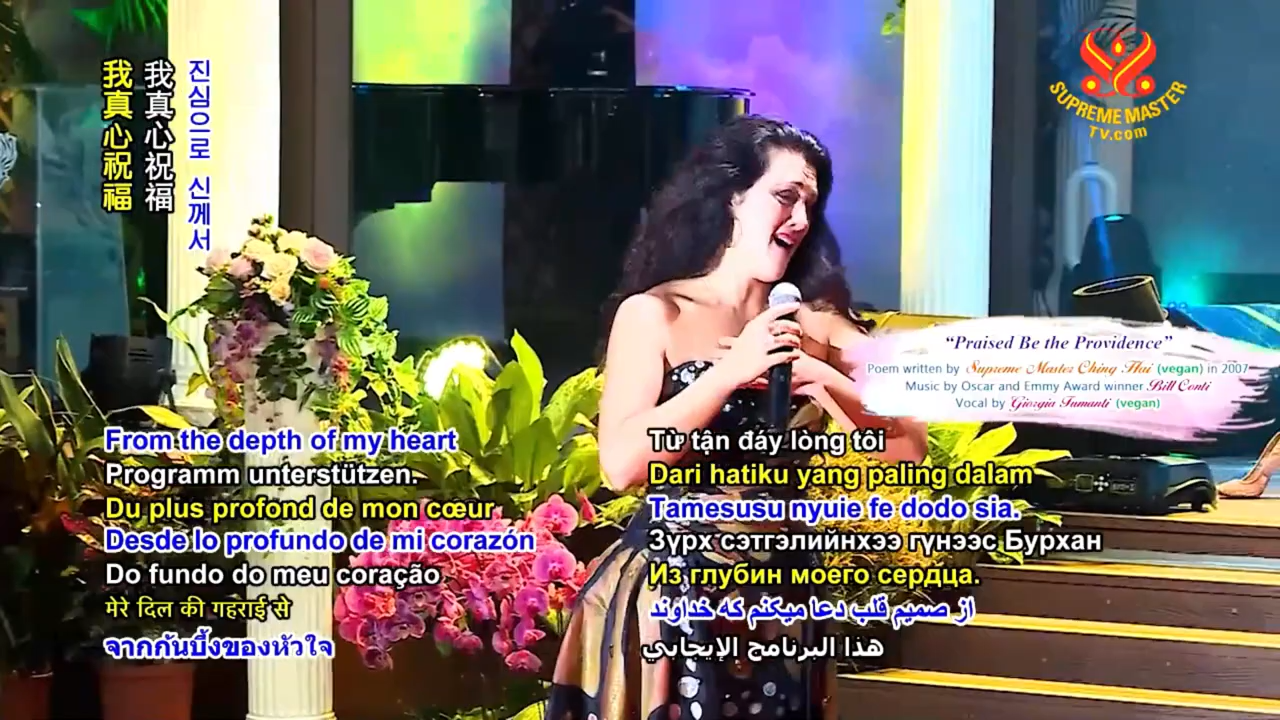 진심으로 신께서
我真心祝福
我真心祝福
SUPREME MASTER
TV.com
"Praised Be the Providence"
Poem written by Supreme Master Ching Hai (vegan) in 2007
Music by Oscar and Emmy Award winner Bill Conti
Vocal by Giorgia Fumanti (vegan)
From the depth of my heart
Programm unterstützen.
Du plus profond de mon cœur
Desde lo profundo de mi corazón
Do fundo do meu coração
मेरे दिल की गहराई से
จากก้นบึ้งของหัวใจ
Từ tận đáy lòng tôi
Dari hatiku yang paling dalam
Tamesusu nyuie fe dodo sia.
Зүрх сэтгэлийнхээ гүнээс Бурхан
Из глубин моего сердца.
از صمیم قلب دعا میکنم که خداوند
هذا البرنامج الإيجابي